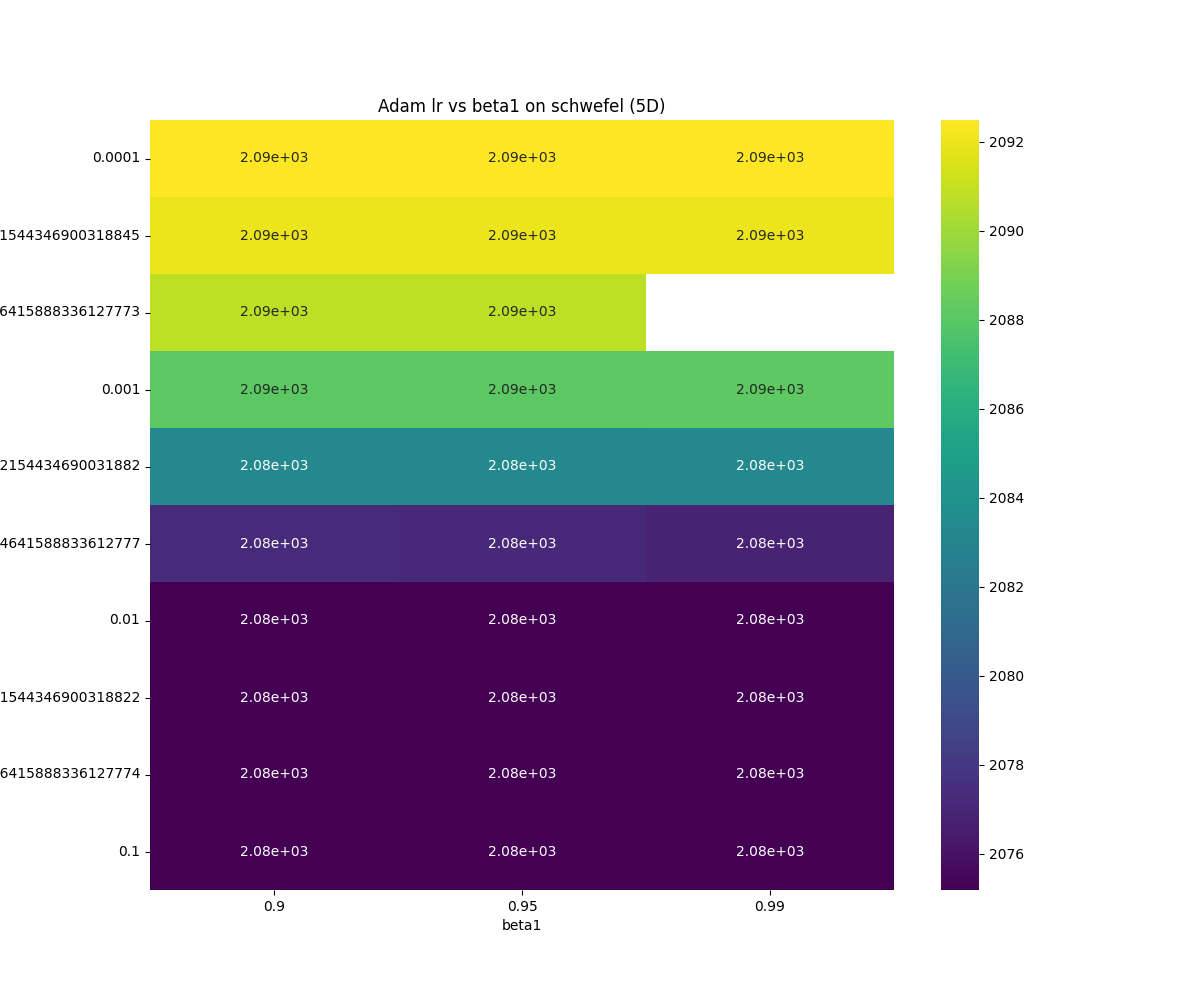 Adam lr vs beta1 on schwefel (5D)
0.0001 2.09e+03 2.09e+03 2.09e+03
1544346900318845 2.09e+03 2.09e+03 2.09e+03
6415888336127773 2.09e+03 2.09e+03
0.001 2.09e+03 2.09e+03 2.09e+03
2154434690031882 2.08e+03 2.08e+03 2.08e+03
4641588833612777 2.08e+03 2.08e+03 2.08e+03
0.01 2.08e+03 2.08e+03 2.08e+03
1544346900318822 2.08e+03 2.08e+03 2.08e+03
6415888336127774 2.08e+03 2.08e+03 2.08e+03
0.1 2.08e+03 2.08e+03 2.08e+03
0.9 0.95 0.99
beta1
2092
2090
2088
2086
2084
2082
2080
2078
2076